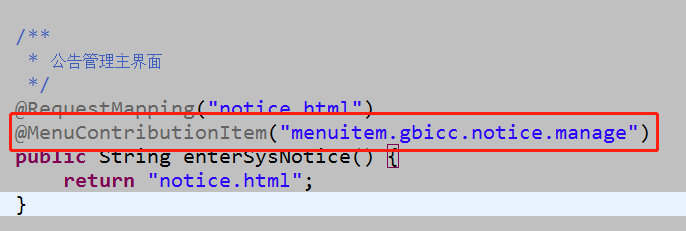 /**
 * 公告管理主界面
 */
@RequestMapping("notice.html")
@MenuContributionItem("menuitem.gbicc.notice.manage")
public String enterSysNotice() {
    return "notice.html";
}